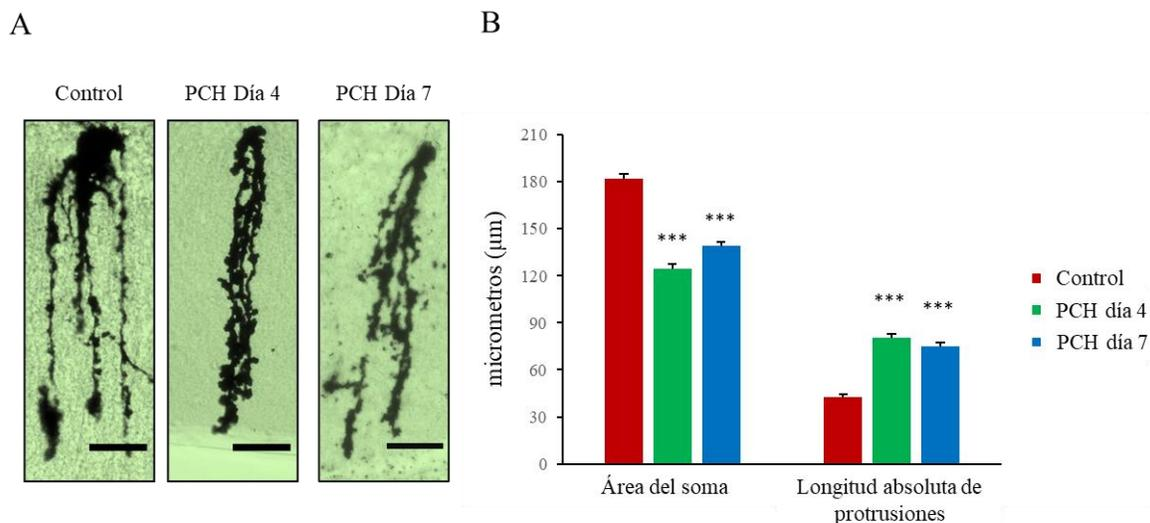 A
B
Control
PCH Día 4
PCH Día 7
micrometros (μm)
210
180
150
120
90
60
30
0
***
***
***
***
Área del soma
Longitud absoluta de
protrusiones
Control
PCH día 4
PCH día 7